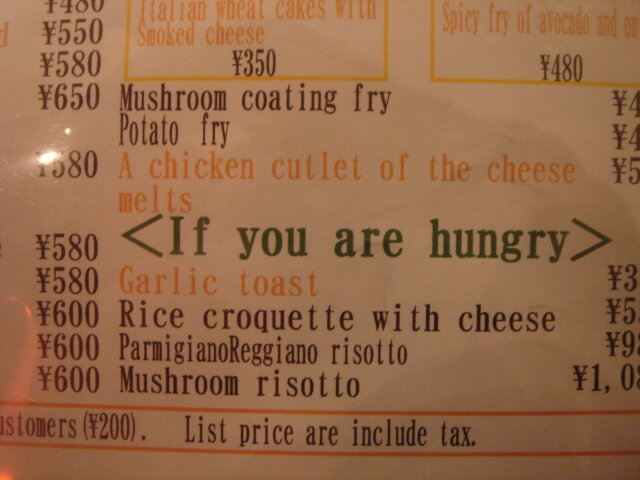 ¥480
¥550
¥580
¥650
¥580
¥580
¥580
¥600
¥600
¥600
Italian wheat cakes with
Smoked cheese
¥350
Spicy fry of avocado and
¥480
Mushroom coating fry
Potato fry
A chicken cutlet of the cheese
melts
<If you are hungry>
Garlic toast
Rice croquette with cheese
ParmigianoReggiano risotto
Mushroom risotto
(¥200). List price are include tax.